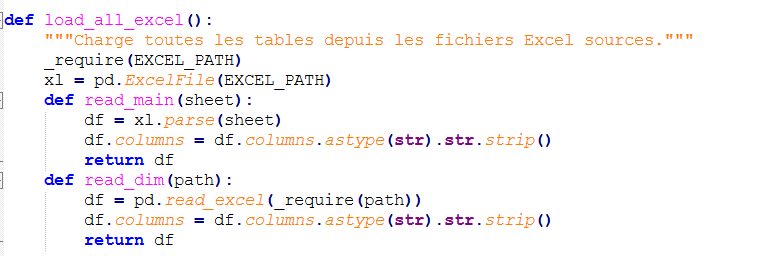 def load_all_excel():
    """Charge toutes les tables depuis les fichiers Excel sources."""
    _require(EXCEL_PATH)
    xl = pd.ExcelFile(EXCEL_PATH)
    def read_main(sheet):
        df = xl.parse(sheet)
        df.columns = df.columns.astype(str).str.strip()
        return df
    def read_dim(path):
        df = pd.read_excel(_require(path))
        df.columns = df.columns.astype(str).str.strip()
        return df